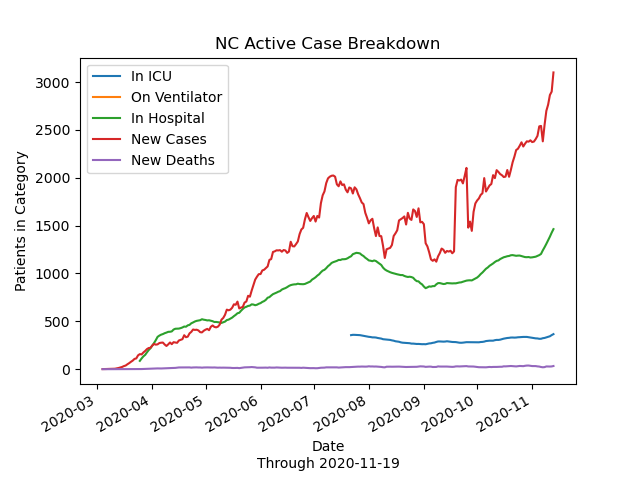 NC Active Case Breakdown
In ICU
On Ventilator
In Hospital
New Cases
New Deaths
Patients in Category
3000
2500
2000
1500
1000
500
0
2020-03
2020-04
2020-05
2020-06
2020-07
2020-08
2020-09
2020-10
2020-11
Date
Through 2020-11-19